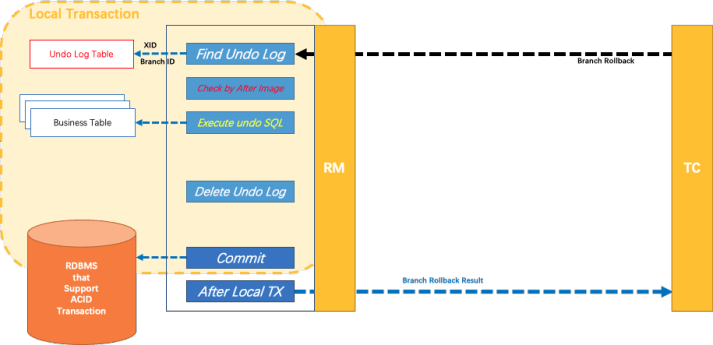 Local Transaction
XID
Undo Log Table
Branch ID
Find Undo Log
Branch Rollback
Check by After Image
Business Table
Execute undo SQL
RM
TC
Delete Undo Log
RDBMS
that
Support
ACID
Transaction
Commit
After Local TX
Branch Rollback Result